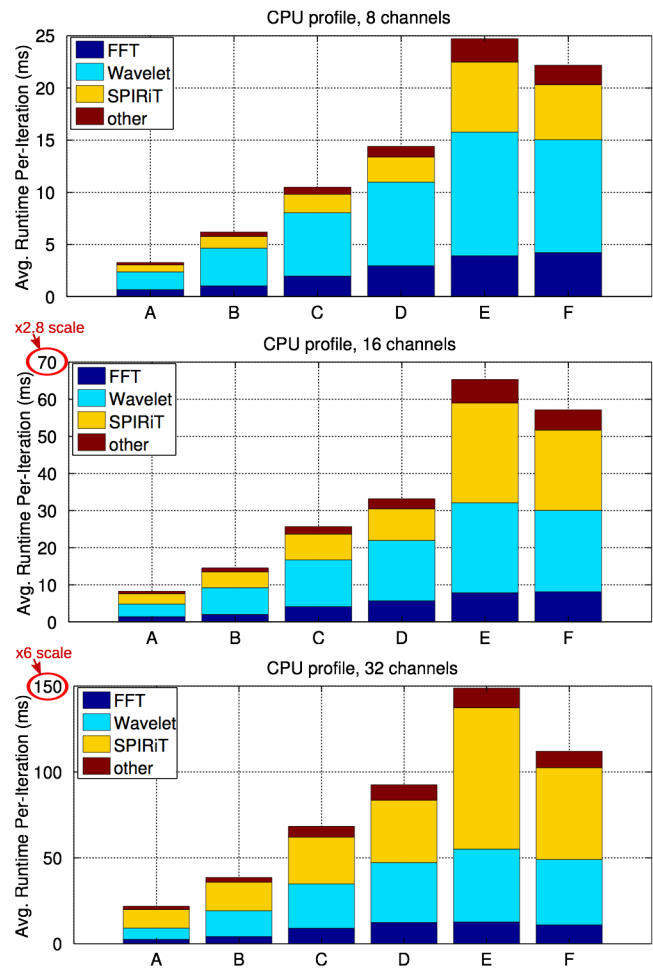 CPU profile, 8 channels
Avg. Runtime Per-Iteration (ms)
25
20
15
10
5
0
FFT
Wavelet
SPIRiT
other
A B C D E F
x2.8 scale
CPU profile, 16 channels
Avg. Runtime Per-Iteration (ms)
70
60
50
40
30
20
10
0
FFT
Wavelet
SPIRiT
other
A B C D E F
x6 scale
CPU profile, 32 channels
Avg. Runtime Per-Iteration (ms)
150
100
50
0
FFT
Wavelet
SPIRiT
other
A B C D E F